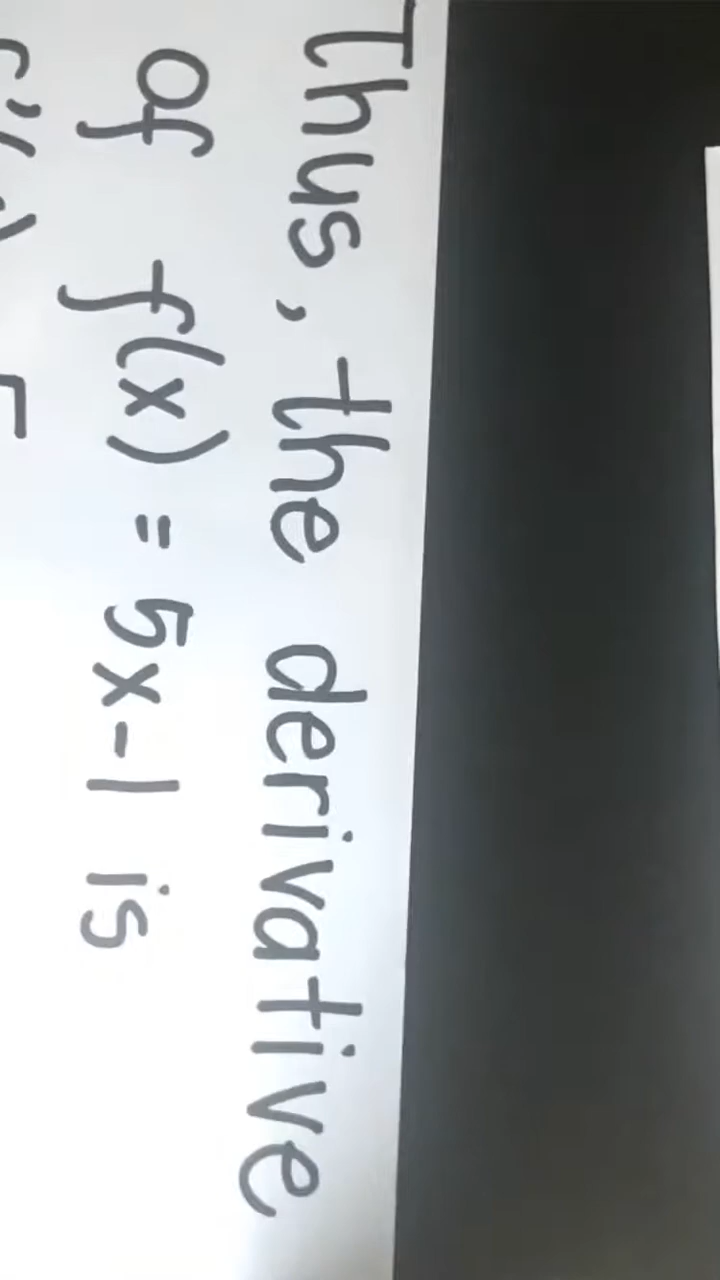 Thus, the derivative
of f(x) = 5x-1 is